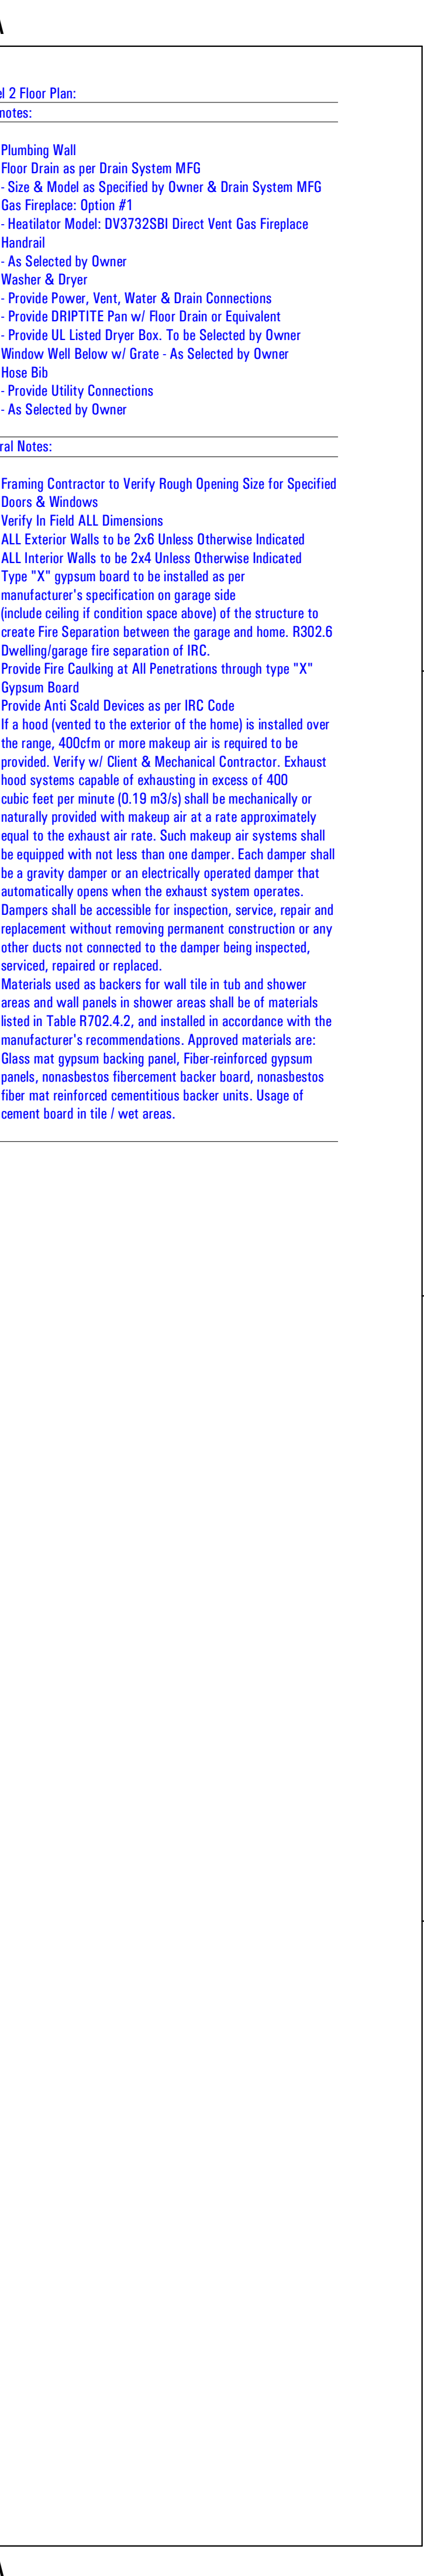 A
el 2 Floor Plan:
notes:
Plumbing Wall
Floor Drain as per Drain System MFG
- Size & Model as Specified by Owner & Drain System MFG
Gas Fireplace: Option #1
- Heatilator Model: DV3732SBI Direct Vent Gas Fireplace
Handrail
- As Selected by Owner
Washer & Dryer
- Provide Power, Vent, Water & Drain Connections
- Provide DRIPTITE Pan w/ Floor Drain or Equivalent
- Provide UL Listed Dryer Box. To be Selected by Owner
Window Well Below w/ Grate - As Selected by Owner
Hose Bib
- Provide Utility Connections
- As Selected by Owner
ral Notes:
Framing Contractor to Verify Rough Opening Size for Specified
Doors & Windows
Verify In Field ALL Dimensions
ALL Exterior Walls to be 2x6 Unless Otherwise Indicated
ALL Interior Walls to be 2x4 Unless Otherwise Indicated
Type "X" gypsum board to be installed as per
manufacturer's specification on garage side
(include ceiling if condition space above) of the structure to
create Fire Separation between the garage and home. R302.6
Dwelling/garage fire separation of IRC.
Provide Fire Caulking at All Penetrations through type "X"
Gypsum Board
Provide Anti Scald Devices as per IRC Code
If a hood (vented to the exterior of the home) is installed over
the range, 400cfm or more makeup air is required to be
provided. Verify w/ Client & Mechanical Contractor. Exhaust
hood systems capable of exhausting in excess of 400
cubic feet per minute (0.19 m3/s) shall be mechanically or
naturally provided with makeup air at a rate approximately
equal to the exhaust air rate. Such makeup air systems shall
be equipped with not less than one damper. Each damper shall
be a gravity damper or an electrically operated damper that
automatically opens when the exhaust system operates.
Dampers shall be accessible for inspection, service, repair and
replacement without removing permanent construction or any
other ducts not connected to the damper being inspected,
serviced, repaired or replaced.
Materials used as backers for wall tile in tub and shower
areas and wall panels in shower areas shall be of materials
listed in Table R702.4.2, and installed in accordance with the
manufacturer's recommendations. Approved materials are:
Glass mat gypsum backing panel, Fiber-reinforced gypsum
panels, nonasbestos fibercement backer board, nonasbestos
fiber mat reinforced cementitious backer units. Usage of
cement board in tile / wet areas.
A